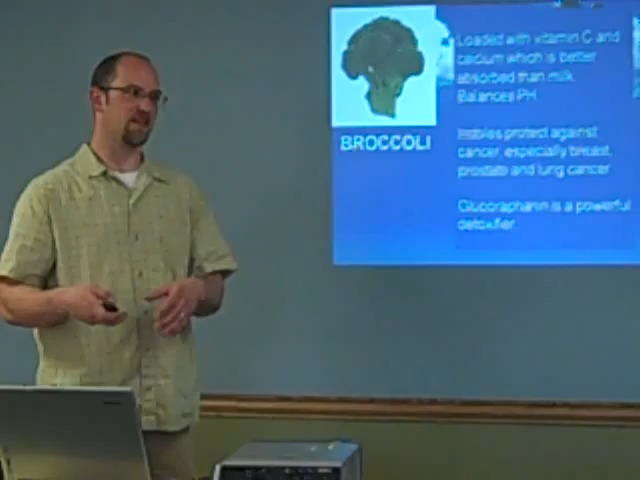 BROCCOLI
Loaded with vitamin C and
calcium which is better
absorbed than milk.
Balances PH
protect against
cancer, especially breast,
prostate and lung cancer
Glucoraphanin is a powerful
detoxifier.